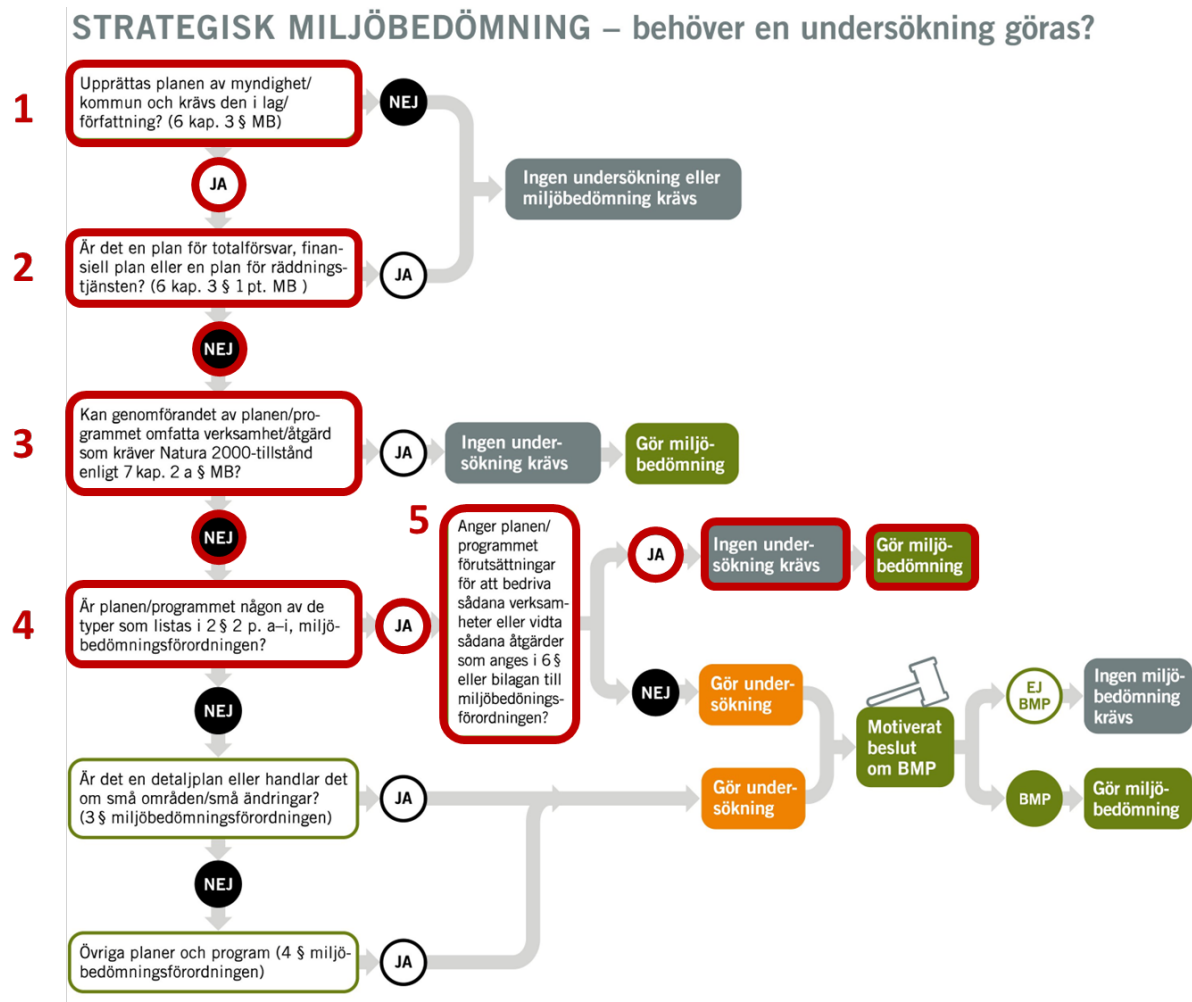 STRATEGISK MILJÖBEDÖMNING – behöver en undersökning göras?
1
Upprättas planen av myndighet/
kommun och krävs den i lag/
författning? (6 kap. 3 § MB)
NEJ
JA
Ingen undersökning eller
miljöbedömning krävs
2
Är det en plan för totalförsvar, finan-
siell plan eller en plan för räddnings-
tjänsten? (6 kap. 3 § 1 pt. MB )
JA
NEJ
3
Kan genomförandet av planen/pro-
grammet omfatta verksamhet/åtgärd
som kräver Natura 2000-tillstånd
enligt 7 kap. 2 a § MB?
JA
Ingen under-
sökning krävs
Gör miljö-
bedömning
NEJ
4
Är planen/programmet någon av de
typer som listas i 2 § 2 p. a–i, miljö-
bedömningsförordningen?
JA
5
Anger planen/
programmet
förutsättningar
för att bedriva
sådana verksam-
heter eller vidta
sådana åtgärder
som anges i 6 §
eller bilagan till
miljöbedönings-
förordningen?
JA
Ingen under-
sökning krävs
Gör miljö-
bedömning
NEJ
Gör under-
sökning
NEJ
Är det en detaljplan eller handlar det
om små områden/små ändringar?
(3 § miljöbedömningsförordningen)
JA
Gör under-
sökning
Motiverat
beslut
om BMP
EJ
BMP
Ingen miljö-
bedömning
krävs
BMP
Gör miljö-
bedömning
NEJ
Övriga planer och program (4 § miljö-
bedömningsförordningen)
JA